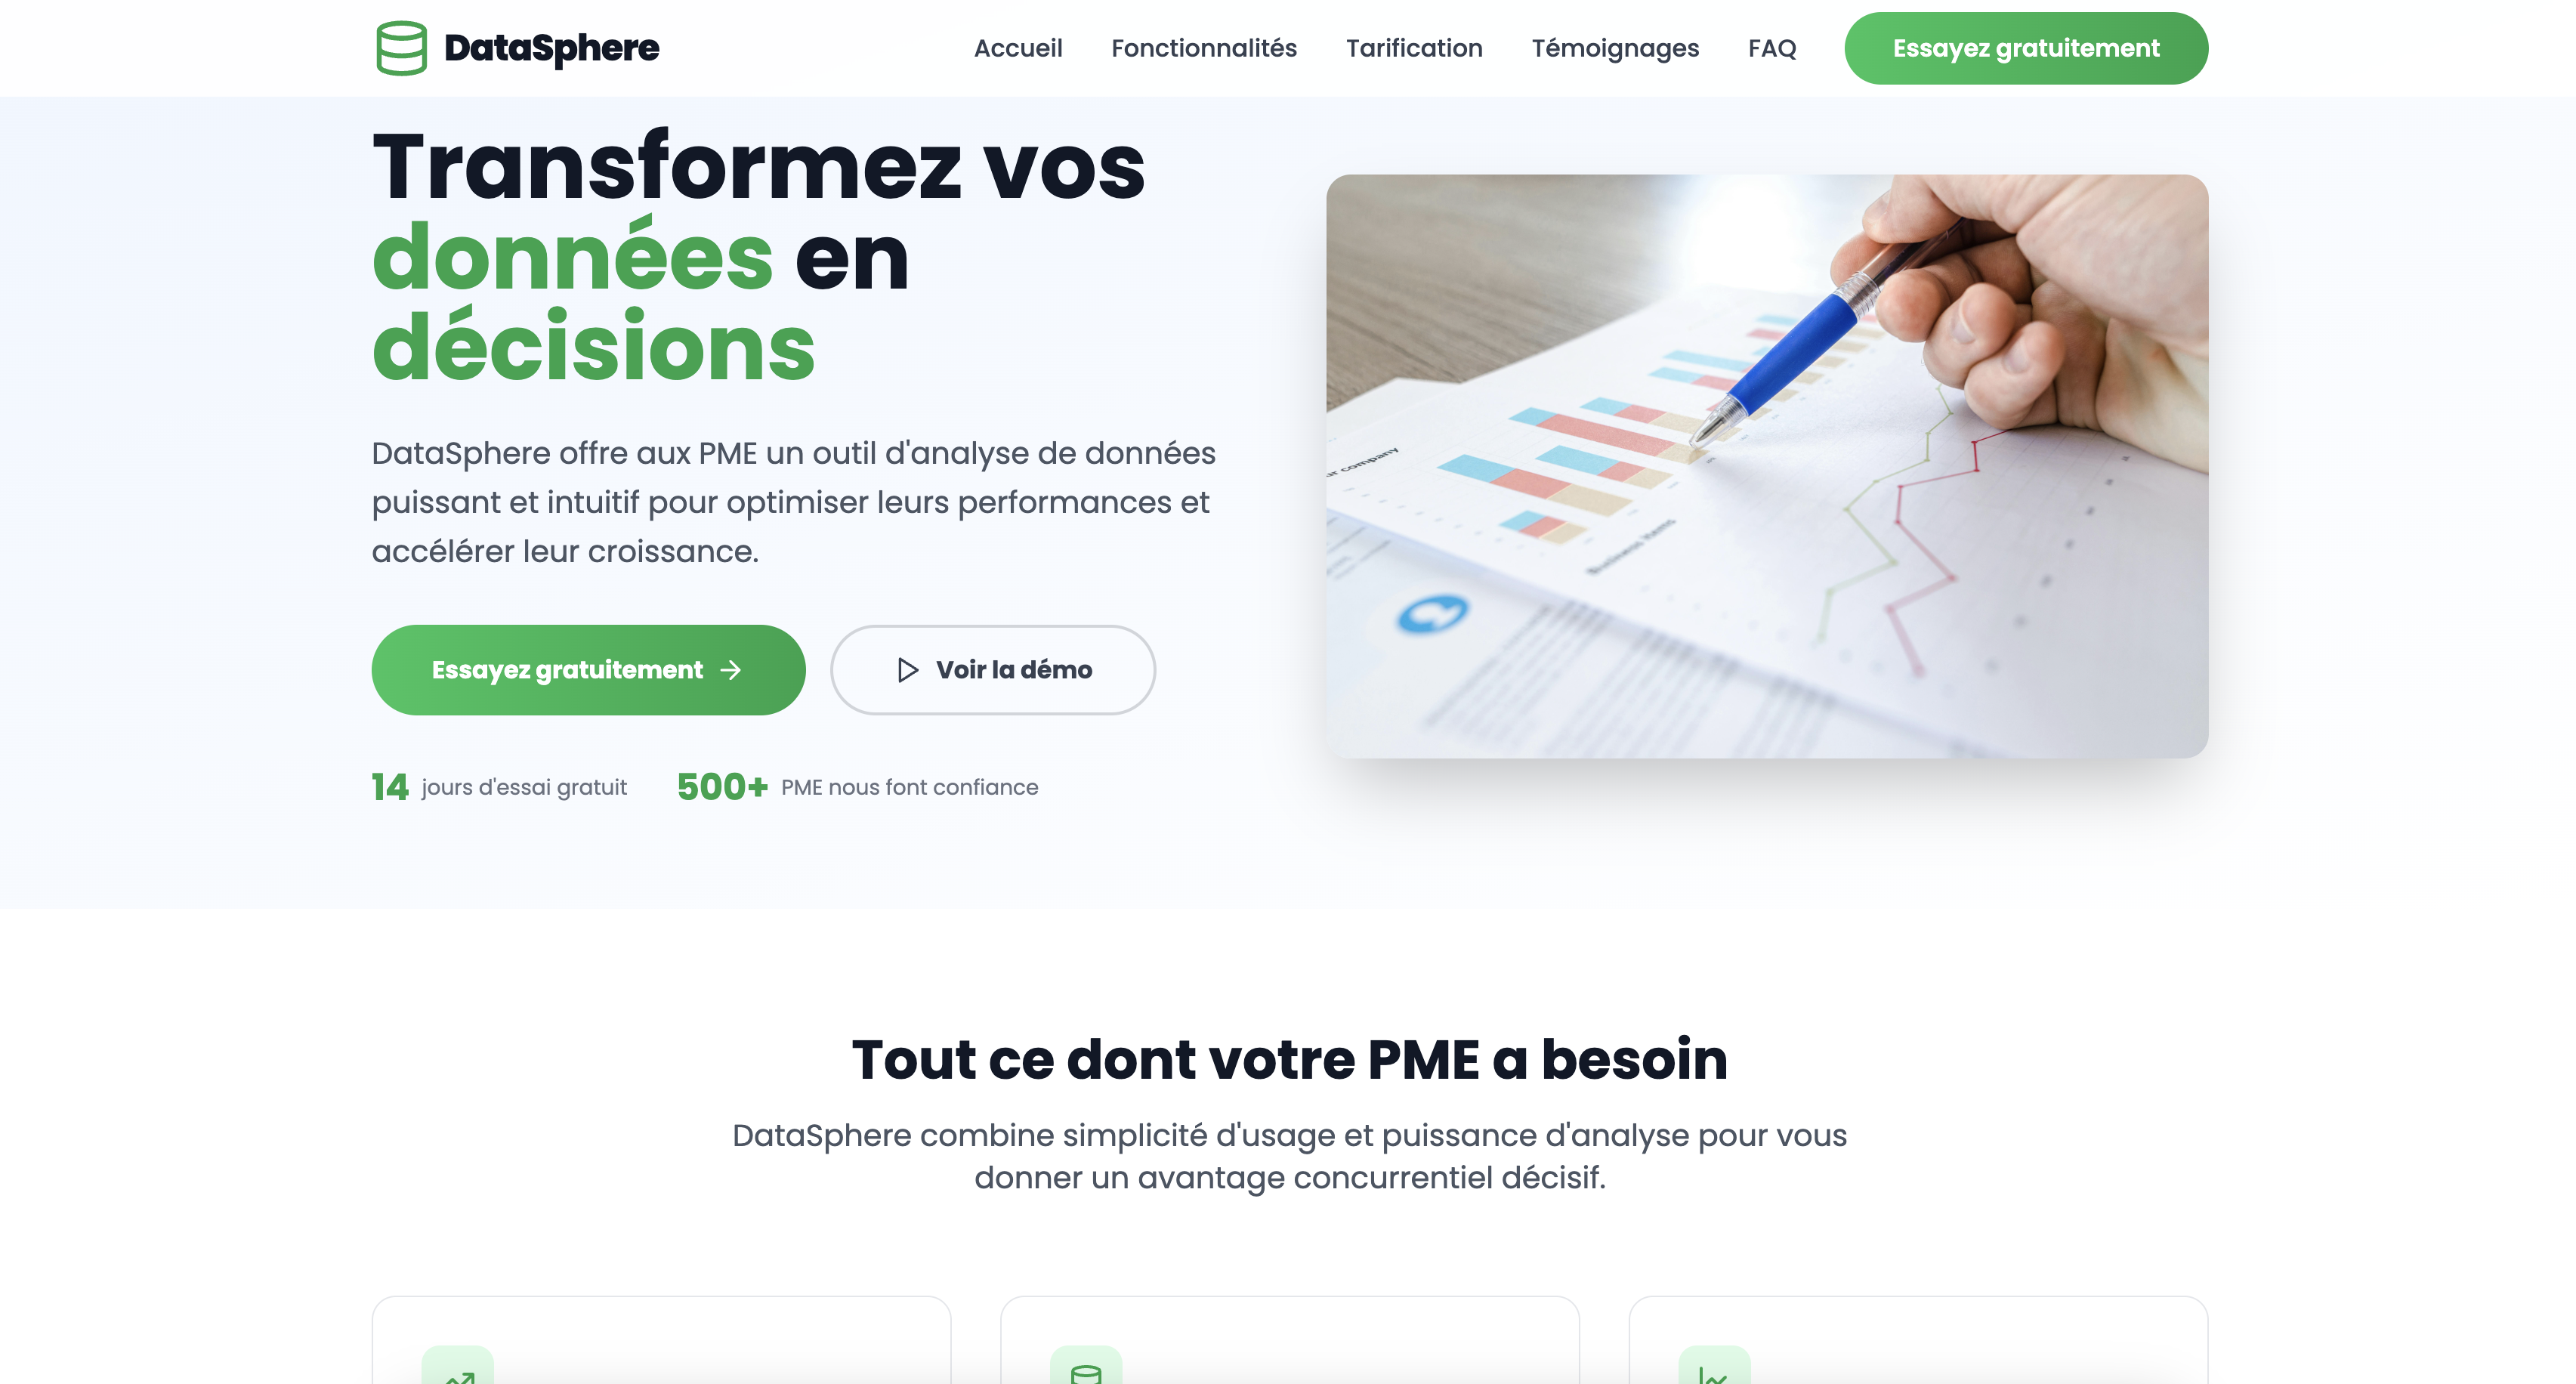 DataSphere
Accueil
Fonctionnalités
Tarification
Témoignages
FAQ
Essayez gratuitement
Transformez vos
données en
décisions
DataSphere offre aux PME un outil d'analyse de données
puissant et intuitif pour optimiser leurs performances et
accélérer leur croissance.
Essayez gratuitement
Voir la démo
14 jours d'essai gratuit
500+ PME nous font confiance
company
Business
Tout ce dont votre PME a besoin
DataSphere combine simplicité d'usage et puissance d'analyse pour vous
donner un avantage concurrentiel décisif.